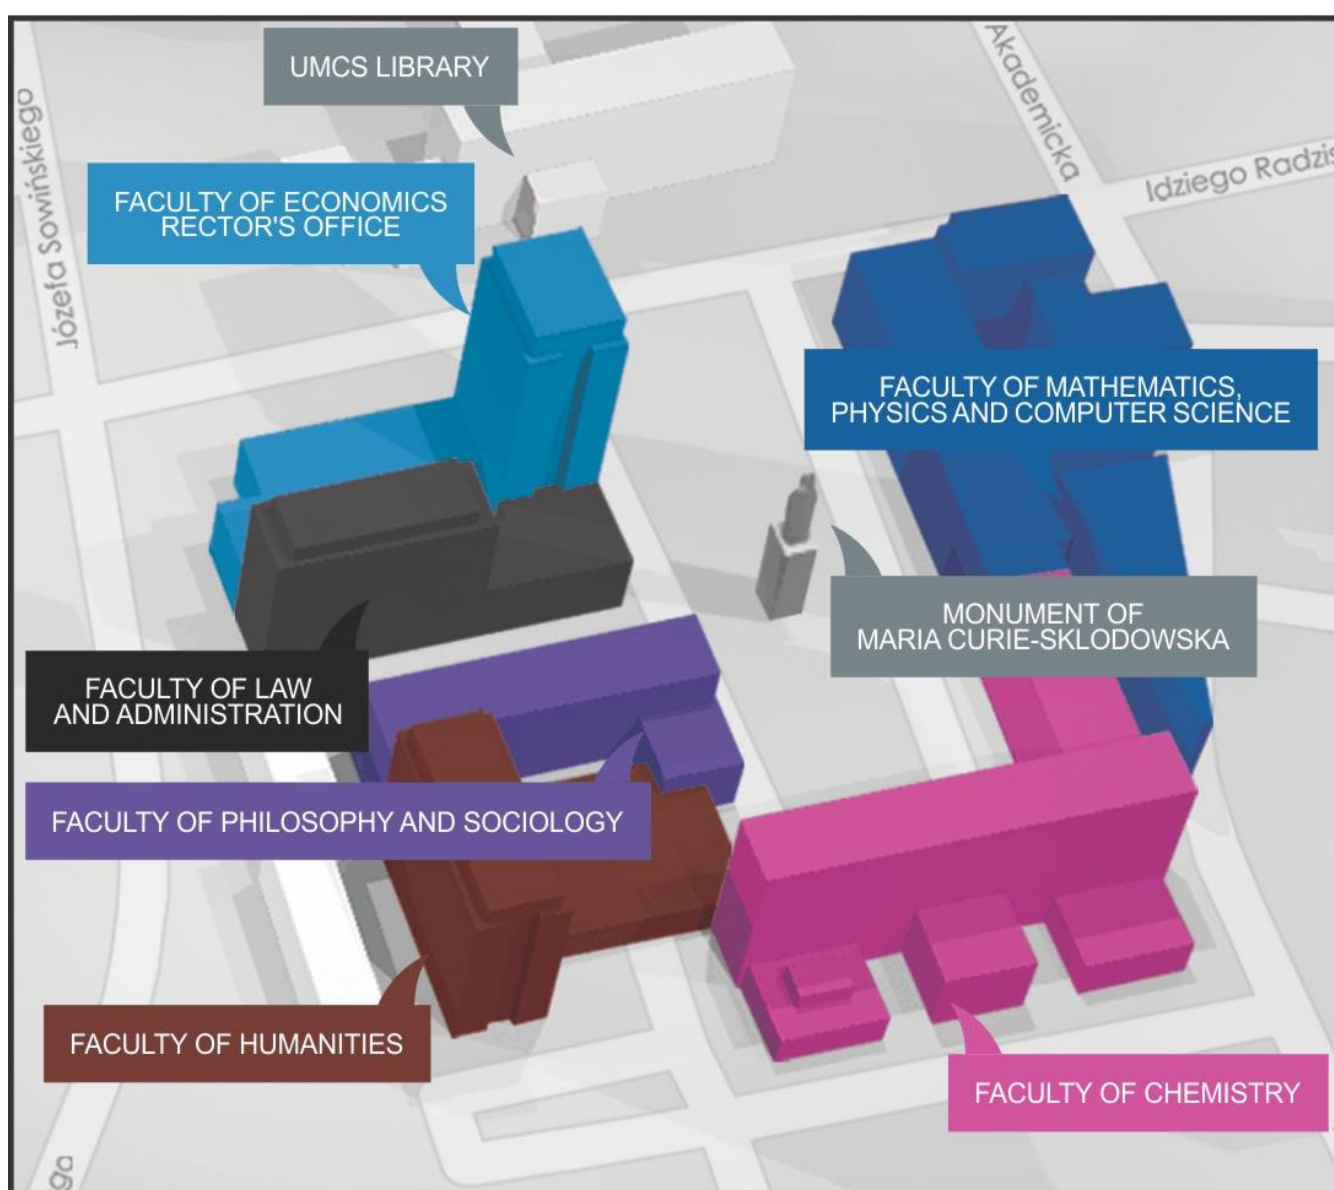 UMCS LIBRARY
Akademicka
Józefa Sowińskiego
Idziego Radzis
FACULTY OF ECONOMICS
RECTOR'S OFFICE
FACULTY OF MATHEMATICS,
PHYSICS AND COMPUTER SCIENCE
MONUMENT OF
MARIA CURIE-SKLODOWSKA
FACULTY OF LAW
AND ADMINISTRATION
FACULTY OF PHILOSOPHY AND SOCIOLOGY
FACULTY OF HUMANITIES
FACULTY OF CHEMISTRY
ego